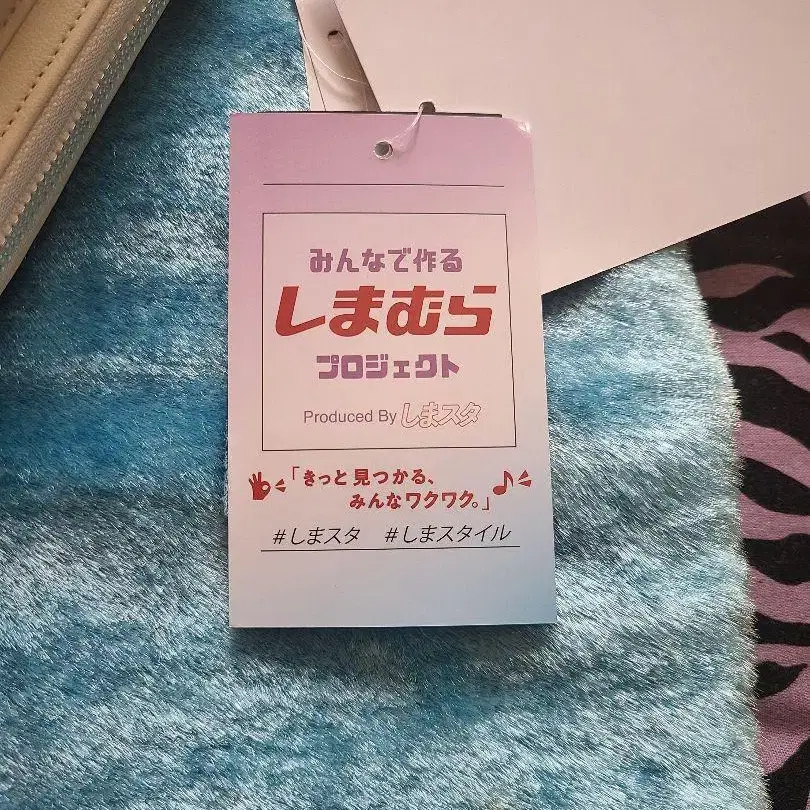 みんなで作る
しまむら
プロジェクト
Produced By しまスタ
「きっと見つかる、
みんなワクワク。」
#しまスタ #しまスタイル